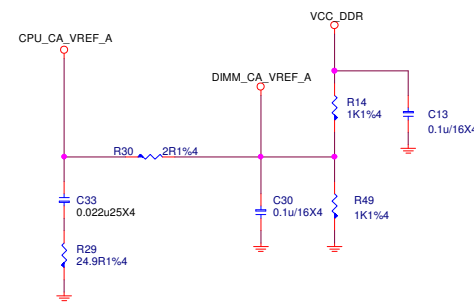 VCC_DDR
CPU_CA_VREF_A
DIMM_CA_VREF_A
R14
1K1%4
C13
0.1u/16X4
R30
2R1%4
C33
0.022u25X4
C30
0.1u/16X4
R49
1K1%4
R29
24.9R1%4